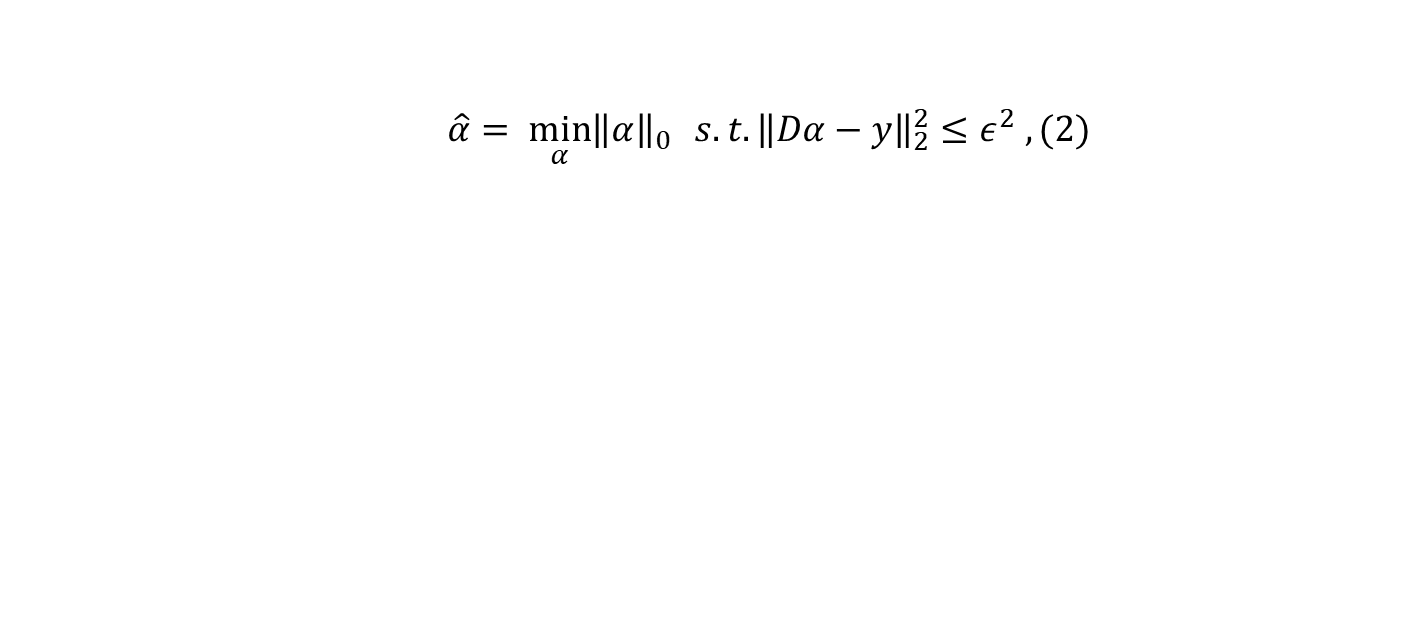 α̂ = min_α ‖α‖₀ s.t. ‖Dα − y‖₂² ≤ ϵ² , (2)